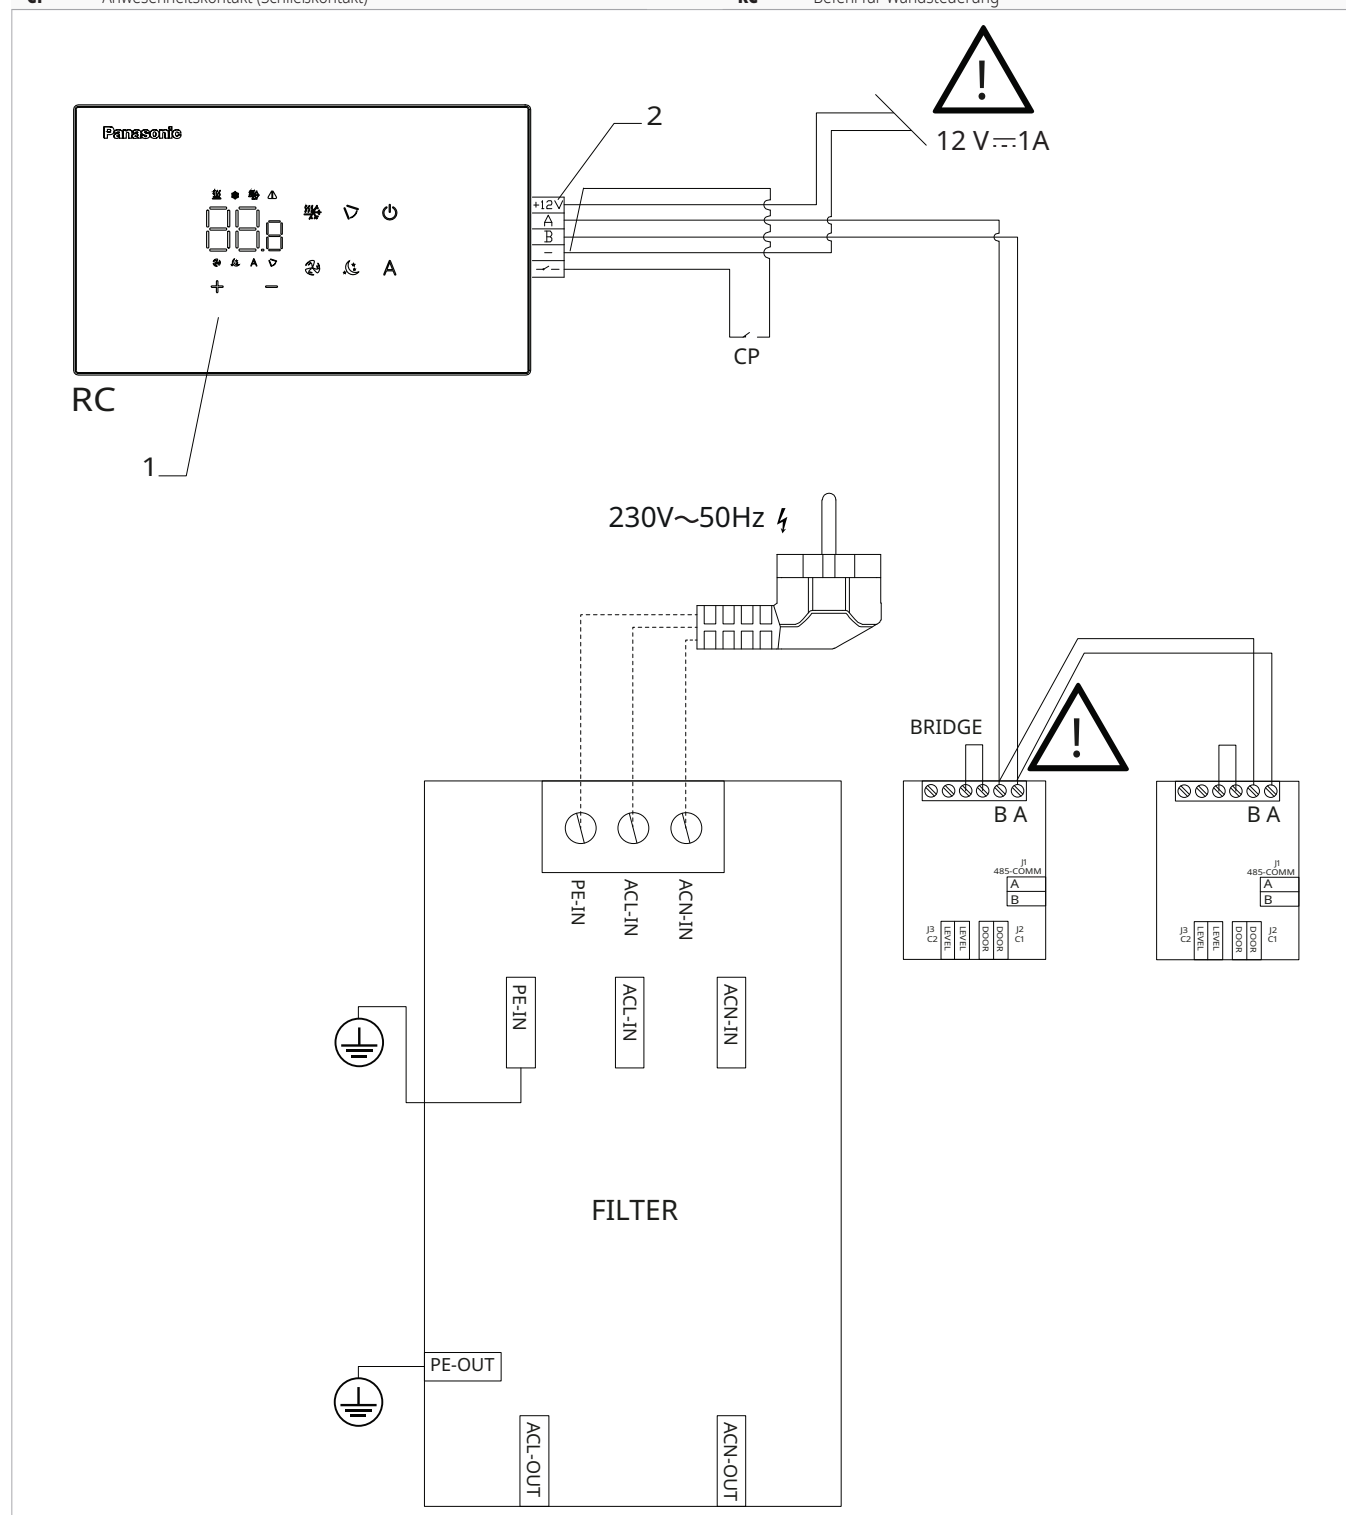 CP Anwesenheitskontakt (Schließkontakt)
RC Befehl für Wandsteuerung
Panasonic
2
12 V 1A
+12V
A
B
-
A
A
CP
RC
1
230V~50Hz
BRIDGE
B A
B A
J1
485-COMM
A
B
J3
C2
LEVEL
LEVEL
DOOR
DOOR
J2
C1
J1
485-COMM
A
B
J3
C2
LEVEL
LEVEL
DOOR
DOOR
J2
C1
PE-IN
ACL-IN
ACN-IN
PE-IN
ACL-IN
ACN-IN
FILTER
PE-OUT
ACL-OUT
ACN-OUT